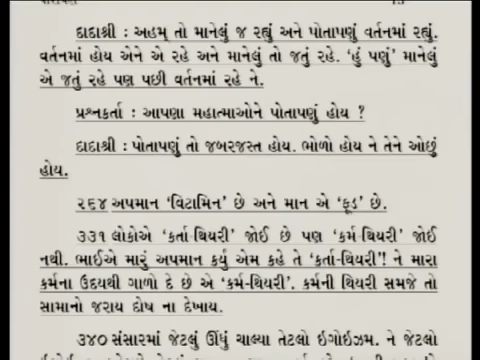 દાદાશ્રી : અહમ્ તો માનેલું જ રહ્યું અને પોતાપણું વર્તનમાં રહ્યું.
વર્તનમાં હોય એને એ રહે અને માનેલું તો જતું રહે. ‘હું પણું’ માનેલું
એ જતું રહે પણ પછી વર્તનમાં રહે ને.
પ્રશ્નકર્તા : આપણા મહાત્માઓને પોતાપણું હોય ?
દાદાશ્રી : પોતાપણું તો જબરજસ્ત હોય. ભોળો હોય ને તેને ઓછું
હોય.
૨૬૪ અપમાન ‘વિટામિન’ છે અને માન એ ‘ફૂડ’ છે.
૩૩૧ લોકોએ ‘કર્તા-થિયરી’ જોઈ છે પણ ‘કર્મ-થિયરી’ જોઈ
નથી. ભાઈએ મારું અપમાન કર્યું એમ કહે તે ‘કર્તા-થિયરી’! ને મારા
કર્મના ઉદયથી ગાળો દે છે એ ‘કર્મ-થિયરી’. કર્મની થિયરી સમજે તો
સામાનો જરાય દોષ ના દેખાય.
૩૪૦ સંસારમાં જેટલું ઊંધું ચાલ્યા તેટલો ઇગોઇઝમ. ને જેટલો